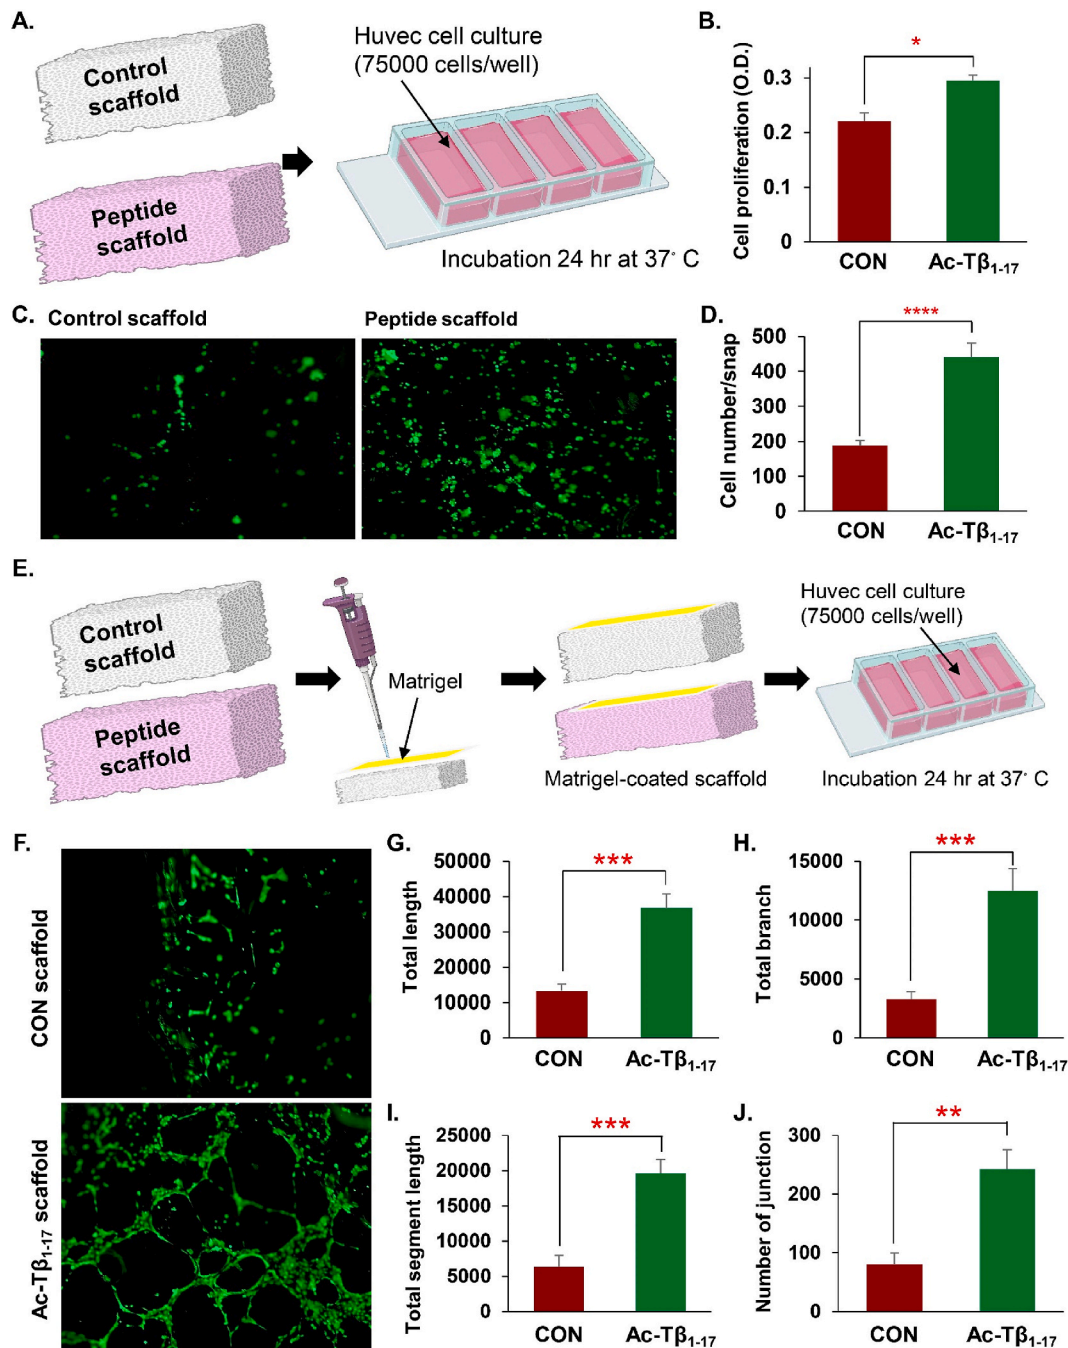 A.
Control
scaffold
Peptide
scaffold
Huvec cell culture
(75000 cells/well)
Incubation 24 hr at 37° C
B.
*
Cell proliferation (O.D.)
0.3
0.2
0.1
0
CON
Ac-Tβ1-17
C.
Control scaffold
Peptide scaffold
D.
****
Cell number/snap
500
400
300
200
100
0
CON
Ac-Tβ1-17
E.
Control
scaffold
Peptide
scaffold
Matrigel
Matrigel-coated scaffold
Huvec cell culture
(75000 cells/well)
Incubation 24 hr at 37° C
F.
CON scaffold
Ac-Tβ1-17 scaffold
G.
***
Total length
50000
40000
30000
20000
10000
0
CON
Ac-Tβ1-17
H.
***
Total branch
15000
10000
5000
0
CON
Ac-Tβ1-17
I.
***
Total segment length
25000
20000
15000
10000
5000
0
CON
Ac-Tβ1-17
J.
**
Number of junction
300
200
100
0
CON
Ac-Tβ1-17